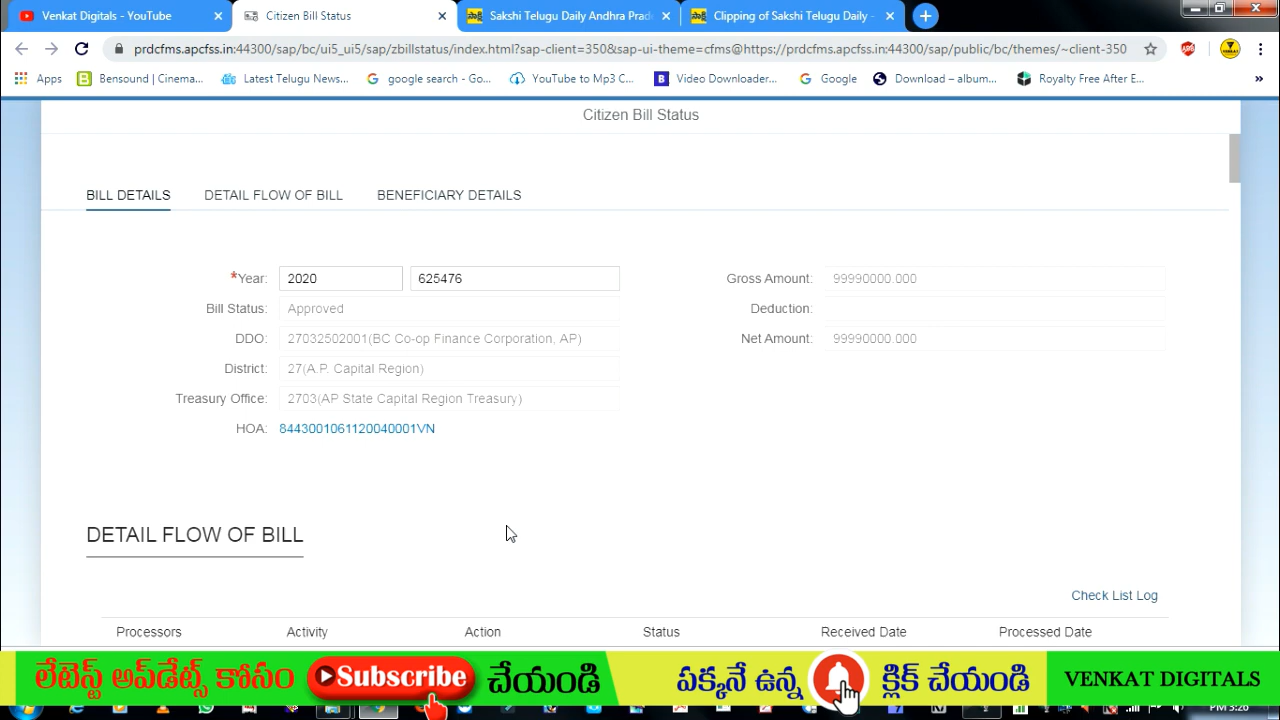 Venkat Digitals - YouTube
Citizen Bill Status
Sakshi Telugu Daily Andhra Prad
Clipping of Sakshi Telugu Daily -
prdcfms.apcfss.in:44300/sap/bc/ui5_ui5/sap/zbillstatus/index.html?sap-client=350&sap-ui-theme=cfms@https://prdcfms.apcfss.in:44300/sap/public/bc/themes/~client-350
Apps
Bensound | Cinema...
Latest Telugu News...
google search - Go...
YouTube to Mp3 C...
Video Downloader...
Google
Download – album...
Royalty Free After E...
»
Citizen Bill Status
BILL DETAILS
DETAIL FLOW OF BILL
BENEFICIARY DETAILS
*Year: 2020 625476
Gross Amount: 99990000.000
Bill Status: Approved
Deduction:
DDO: 27032502001(BC Co-op Finance Corporation, AP)
Net Amount: 99990000.000
District: 27(A.P. Capital Region)
Treasury Office: 2703(AP State Capital Region Treasury)
HOA: 8443001061120040001VN
DETAIL FLOW OF BILL
Check List Log
Processors Activity Action Status Received Date Processed Date
లేటెస్ట్ అప్‌డేట్స్ కోసం Subscribe చేయండి పక్కనే ఉన్న క్లిక్ చేయండి VENKAT DIGITALS
PM 3:26